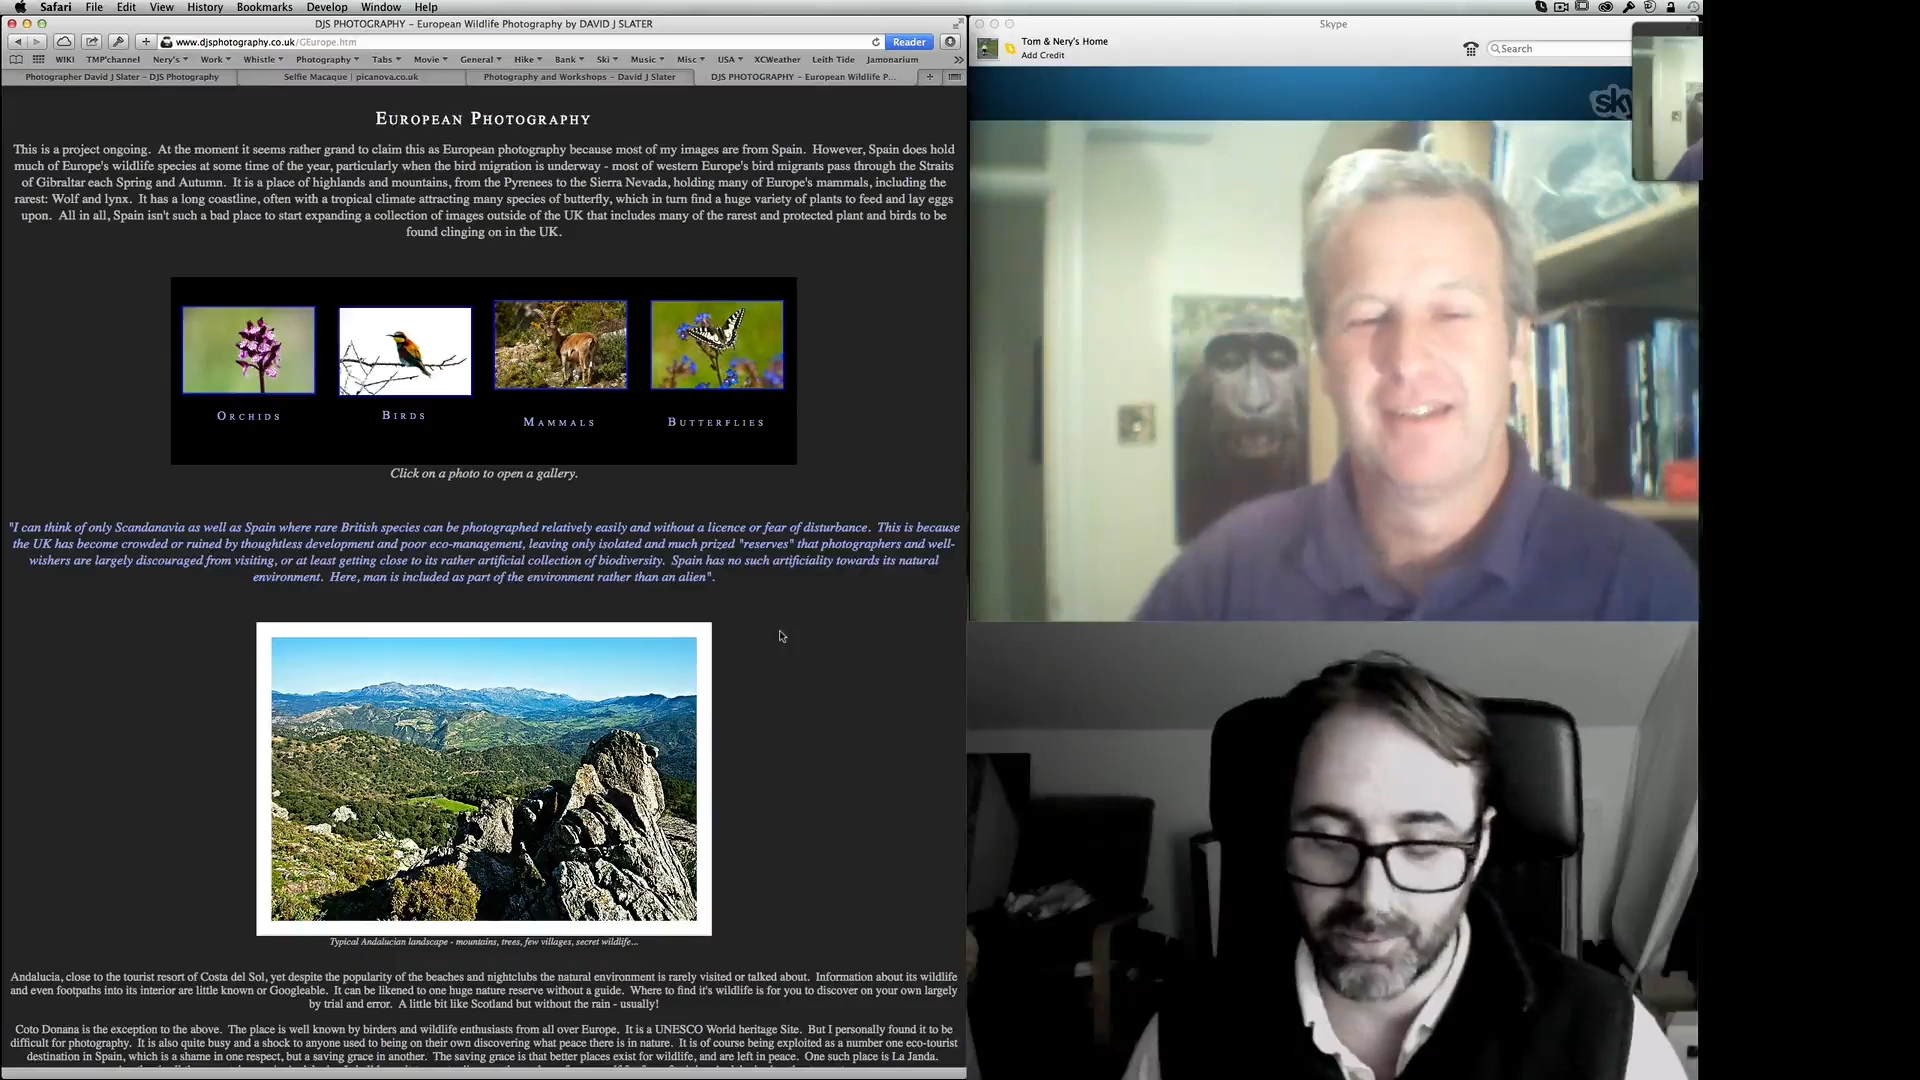 Safari File Edit View History Bookmarks Develop Window Help
DJS PHOTOGRAPHY - European Wildlife Photography by DAVID J SLATER
www.djsphotography.co.uk/GEurope.htm
Reader
WIKI TMP'channel Nery's Work Whistle Photography Tabs Movie General Hike Bank Ski Music Misc USA XCWeather Leith Tide Jamonarium
Photographer David J Slater - DJS Photography
Selfie Macaque | picanova.co.uk
Photography and Workshops - David J Slater
DJS PHOTOGRAPHY - European Wildlife P...
European Photography
This is a project ongoing. At the moment it seems rather grand to claim this as European photography because most of my images are from Spain. However, Spain does hold
much of Europe's wildlife species at some time of the year, particularly when the bird migration is underway - most of western Europe's bird migrants pass through the Straits
of Gibraltar each Spring and Autumn. It is a place of highlands and mountains, from the Pyrenees to the Sierra Nevada, holding many of Europe's mammals, including the
rarest: Wolf and lynx. It has a long coastline, often with a tropical climate attracting many species of butterfly, which in turn find a huge variety of plants to feed and lay eggs
upon. All in all, Spain isn't such a bad place to start expanding a collection of images outside of the UK that includes many of the rarest and protected plant and birds to be
found clinging on in the UK.
Orchids
Birds
Mammals
Butterflies
Click on a photo to open a gallery.
"I can think of only Scandanavia as well as Spain where rare British species can be photographed relatively easily and without a licence or fear of disturbance. This is because
the UK has become crowded or ruined by thoughtless development and poor eco-management, leaving only isolated and much prized "reserves" that photographers and well-
wishers are largely discouraged from visiting, or at least getting close to its rather artificial collection of biodiversity. Spain has no such artificiality towards its natural
environment. Here, man is included as part of the environment rather than an alien".
Typical Andalucian landscape - mountains, trees, few villages, secret wildlife...
Andalucia, close to the tourist resort of Costa del Sol, yet despite the popularity of the beaches and nightclubs the natural environment is rarely visited or talked about. Information about its wildlife
and even footpaths into its interior are little known or Googleable. It can be likened to one huge nature reserve without a guide. Where to find it's wildlife is for you to discover on your own largely
by trial and error. A little bit like Scotland but without the rain - usually!
Coto Donana is the exception to the above. The place is well known by birders and wildlife enthusiasts from all over Europe. It is a UNESCO World heritage Site. But I personally found it to be
difficult for photography. It is also quite busy and a shock to anyone used to being on their own discovering what peace there is in nature. It is of course being exploited as a number one eco-tourist
destination in Spain, which is a shame in one respect, but a saving grace in another. The saving grace is that better places exist for wildlife, and are left in peace. One such place is La Janda.
Skype
Tom & Nery's Home
Add Credit
Search
sky